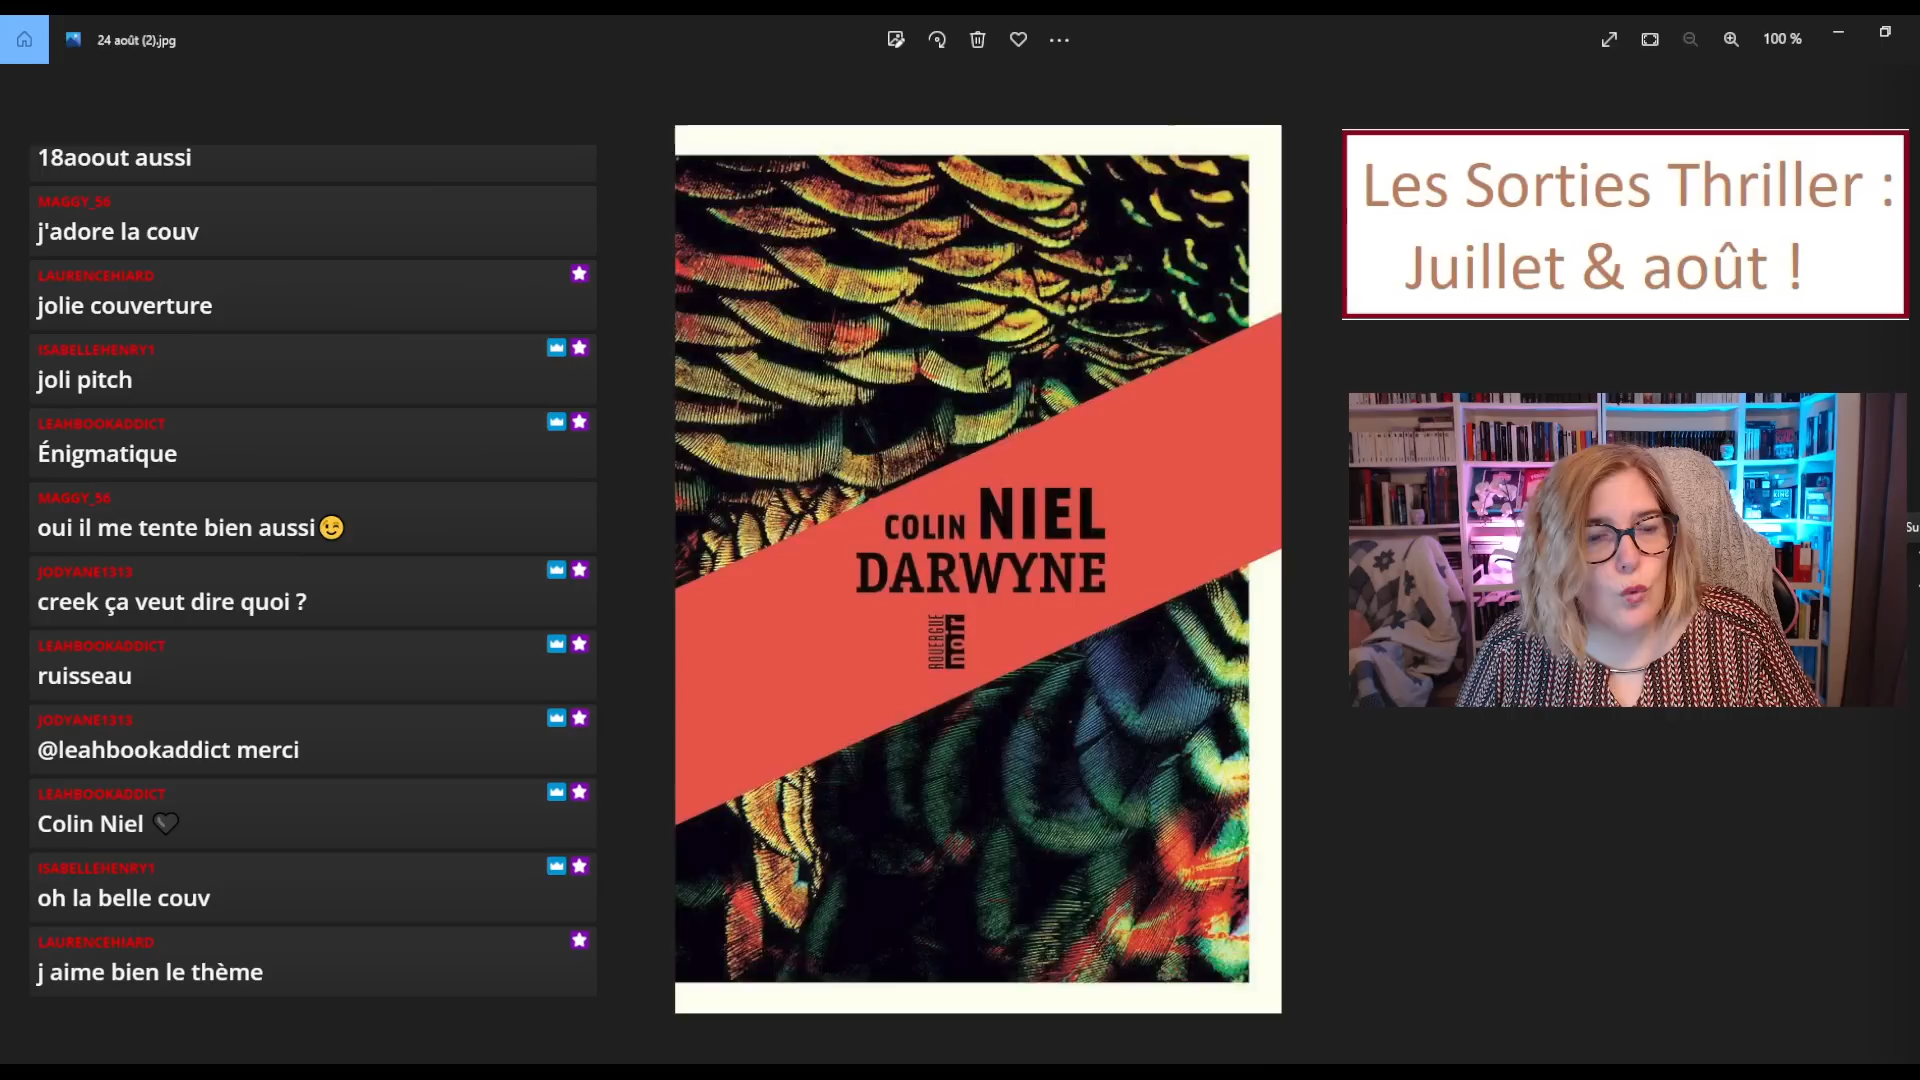 24 août (2).jpg
100 %
18aoout aussi
MAGGY_56
j'adore la couv
LAURENCEHIARD
jolie couverture
ISABELLEHENRY1
joli pitch
LEAHBOOKADDICT
Énigmatique
MAGGY_56
oui il me tente bien aussi😉
JODYANE1313
creek ça veut dire quoi ?
LEAHBOOKADDICT
ruisseau
JODYANE1313
@leahbookaddict merci
LEAHBOOKADDICT
Colin Niel 🖤
ISABELLEHENRY1
oh la belle couv
LAURENCEHIARD
j aime bien le thème
COLIN NIEL
DARWYNE
ROUERGUE
noir
Les Sorties Thriller :
Juillet & août !
KING
Su